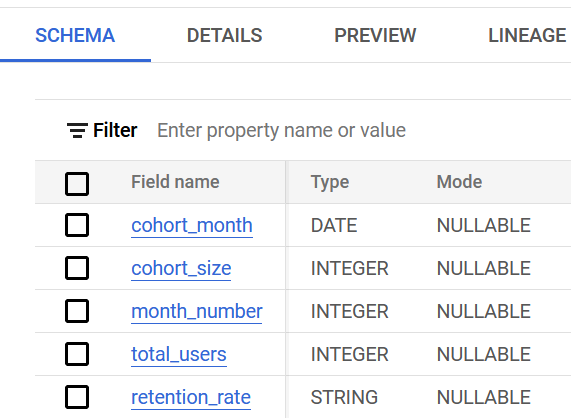 SCHEMA DETAILS PREVIEW LINEAGE
Filter Enter property name or value
Field name Type Mode
cohort_month DATE NULLABLE
cohort_size INTEGER NULLABLE
month_number INTEGER NULLABLE
total_users INTEGER NULLABLE
retention_rate STRING NULLABLE